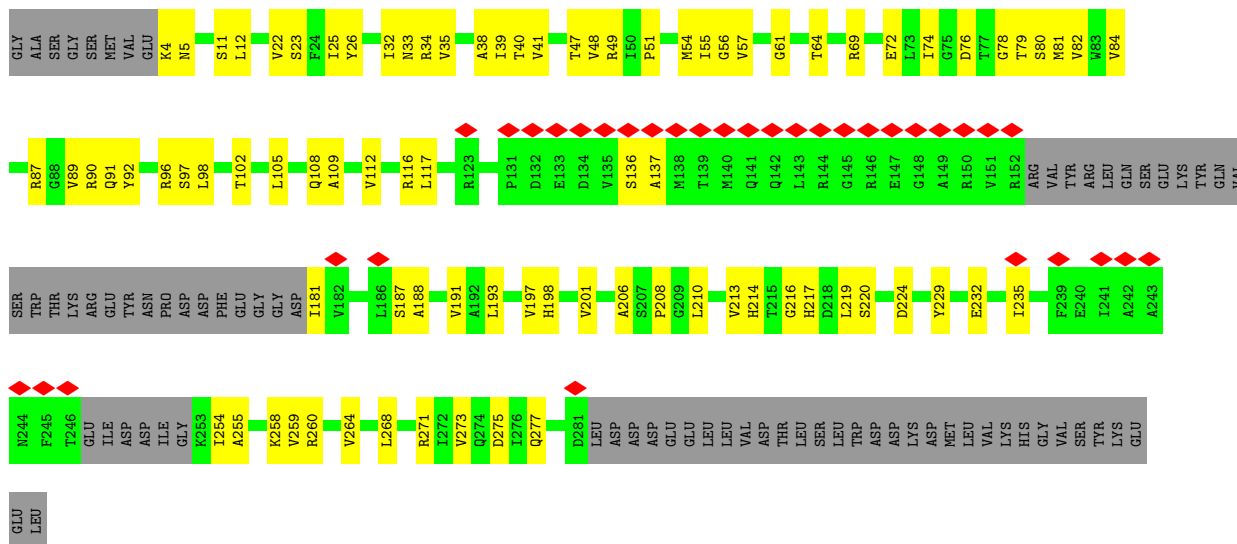 GLY ALA SER GLY SER MET VAL GLU K4 N5 S11 L12 V22 S23 F24 I25 Y26 I32 N33 R34 V35 A38 I39 T40 V41 T47 V48 R49 I50 P51 M54 I55 G56 V57 G61 T64 R69 E72 L73 I74 G75 D76 T77 G78 T79 S80 M81 V82 W83 V84
R87 G88 V89 R90 Q91 Y92 R96 S97 L98 T102 L105 Q108 A109 V112 R116 L117 R123 P131 D132 E133 D134 V135 S136 A137 M138 T139 M140 Q141 Q142 L143 R144 G145 R146 E147 G148 A149 R150 V151 R152 ARG VAL TYR ARG LEU GLN SER GLU LYS TYR GLN VAL
SER TRP THR LYS ARG GLU TYR ASN PRO ASP ASP PHE GLU GLY GLY ASP I181 V182 L186 S187 A188 V191 A192 L193 V197 H198 V201 A206 S207 P208 G209 L210 V213 H214 T215 G216 H217 D218 L219 S220 D224 Y229 E232 I235 F239 E240 I241 A242 A243
N244 F245 T246 GLU ILE ASP ASP ILE GLY K253 I254 A255 K258 V259 R260 V264 L268 R271 I272 V273 Q274 D275 I276 Q277 D281 LEU ASP ASP ASP GLU GLU LEU LEU VAL ASP THR LEU SER LEU TRP ASP ASP LYS ASP MET LEU VAL LYS HIS GLY VAL SER TYR LYS GLU
GLU LEU